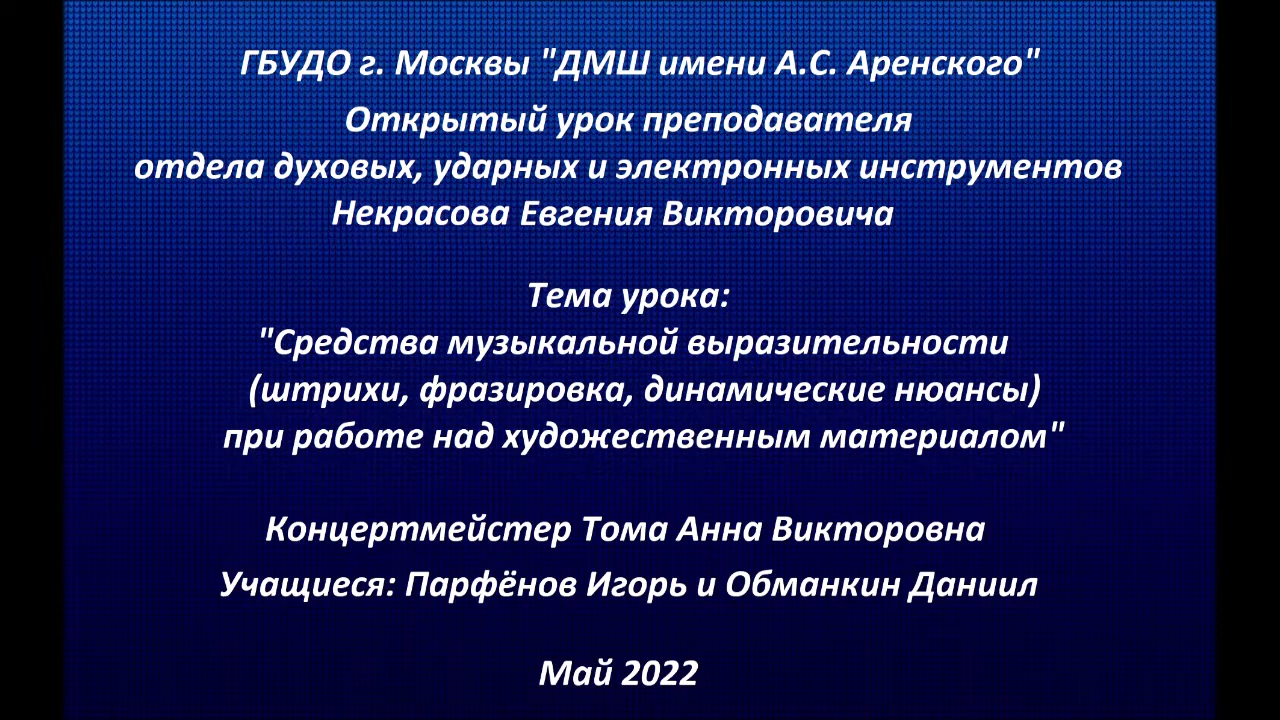 ГБУДО г. Москвы "ДМШ имени А.С. Аренского"
Открытый урок преподавателя
отдела духовых, ударных и электронных инструментов
Некрасова Евгения Викторовича
Тема урока:
"Средства музыкальной выразительности
(штрихи, фразировка, динамические нюансы)
при работе над художественным материалом"
Концертмейстер Тома Анна Викторовна
Учащиеся: Парфёнов Игорь и Обманкин Даниил
Май 2022